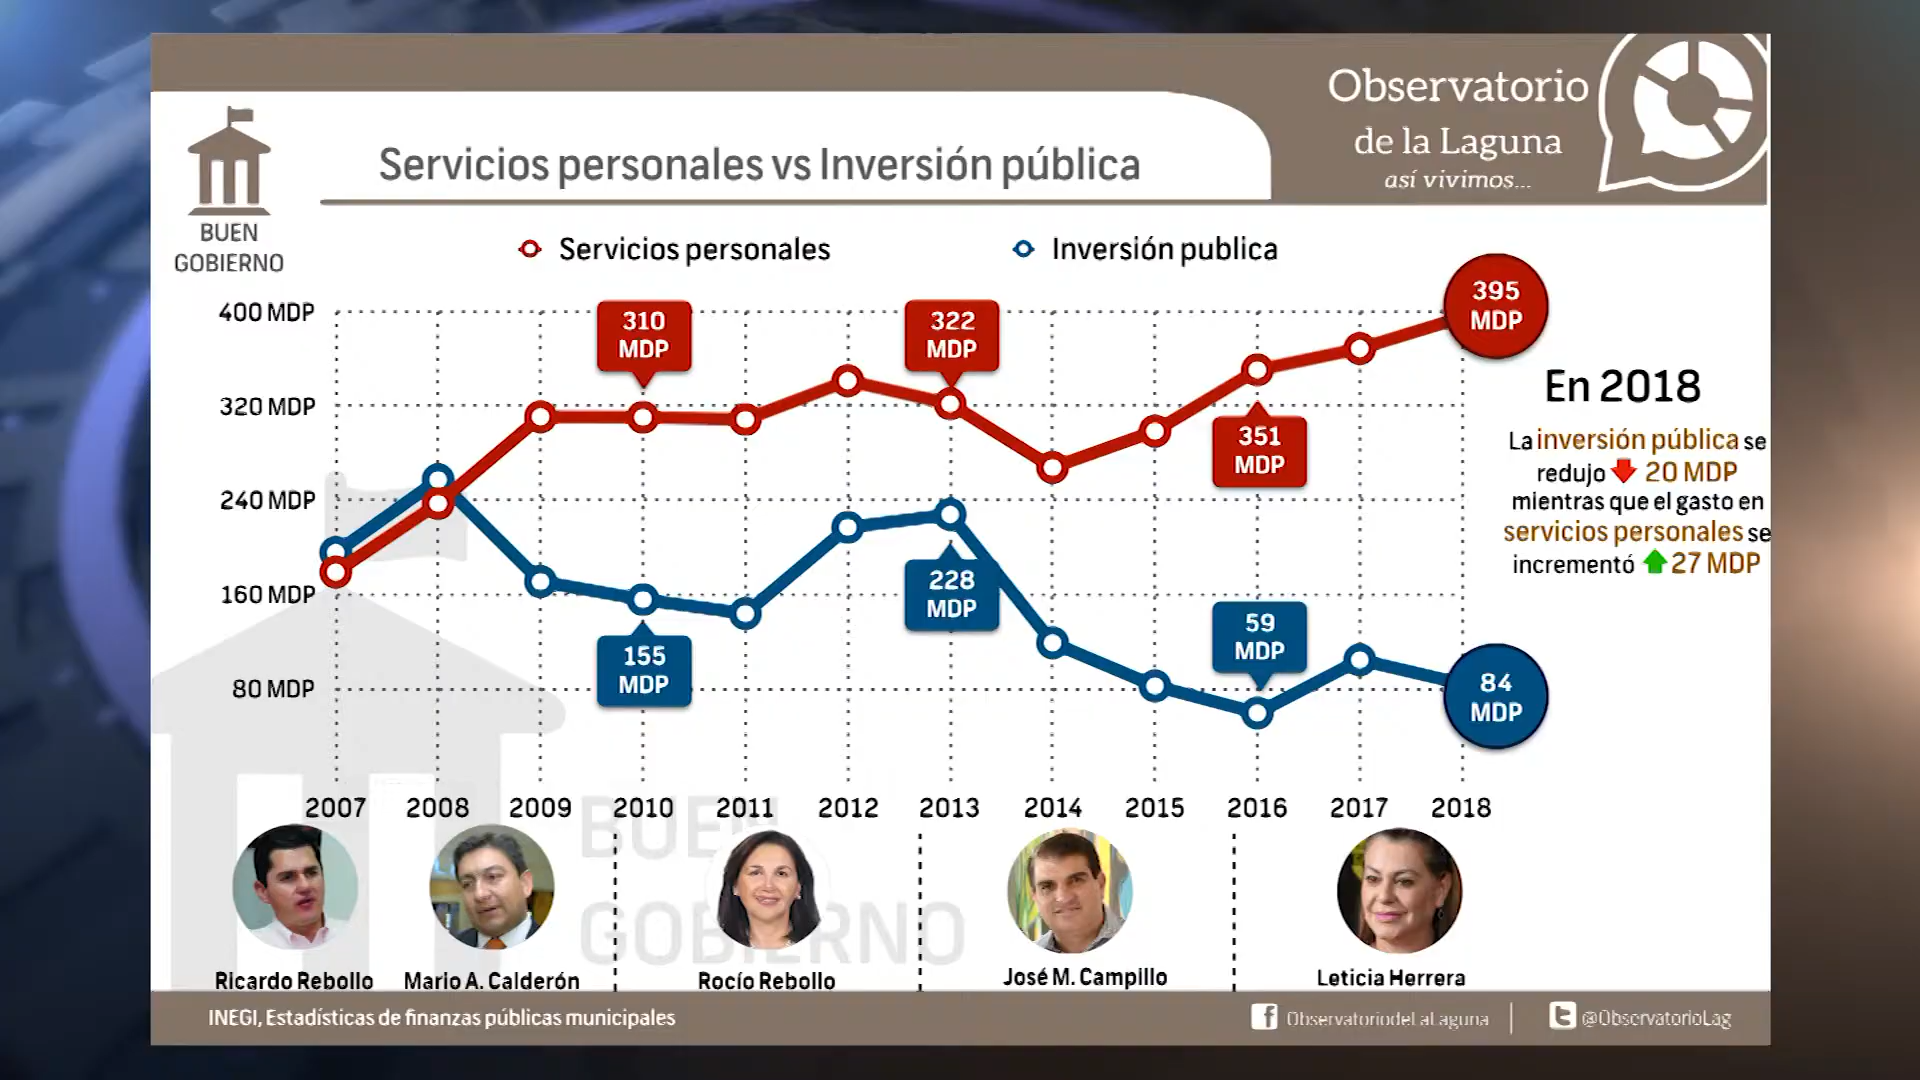 Observatorio
de la Laguna
así vivimos...
BUEN
GOBIERNO
Servicios personales vs Inversión pública
Servicios personales
Inversión publica
400 MDP
320 MDP
240 MDP
160 MDP
80 MDP
310
MDP
322
MDP
351
MDP
395
MDP
155
MDP
228
MDP
59
MDP
84
MDP
En 2018
La inversión pública se
redujo 20 MDP
mientras que el gasto en
servicios personales se
incrementó 27 MDP
2007 2008 2009 2010 2011 2012 2013 2014 2015 2016 2017 2018
BUEN
GOBIERNO
Ricardo Rebollo
Mario A. Calderón
Rocío Rebollo
José M. Campillo
Leticia Herrera
INEGI, Estadísticas de finanzas públicas municipales
ObservatoriodeLaLaguna
@ObservatorioLag